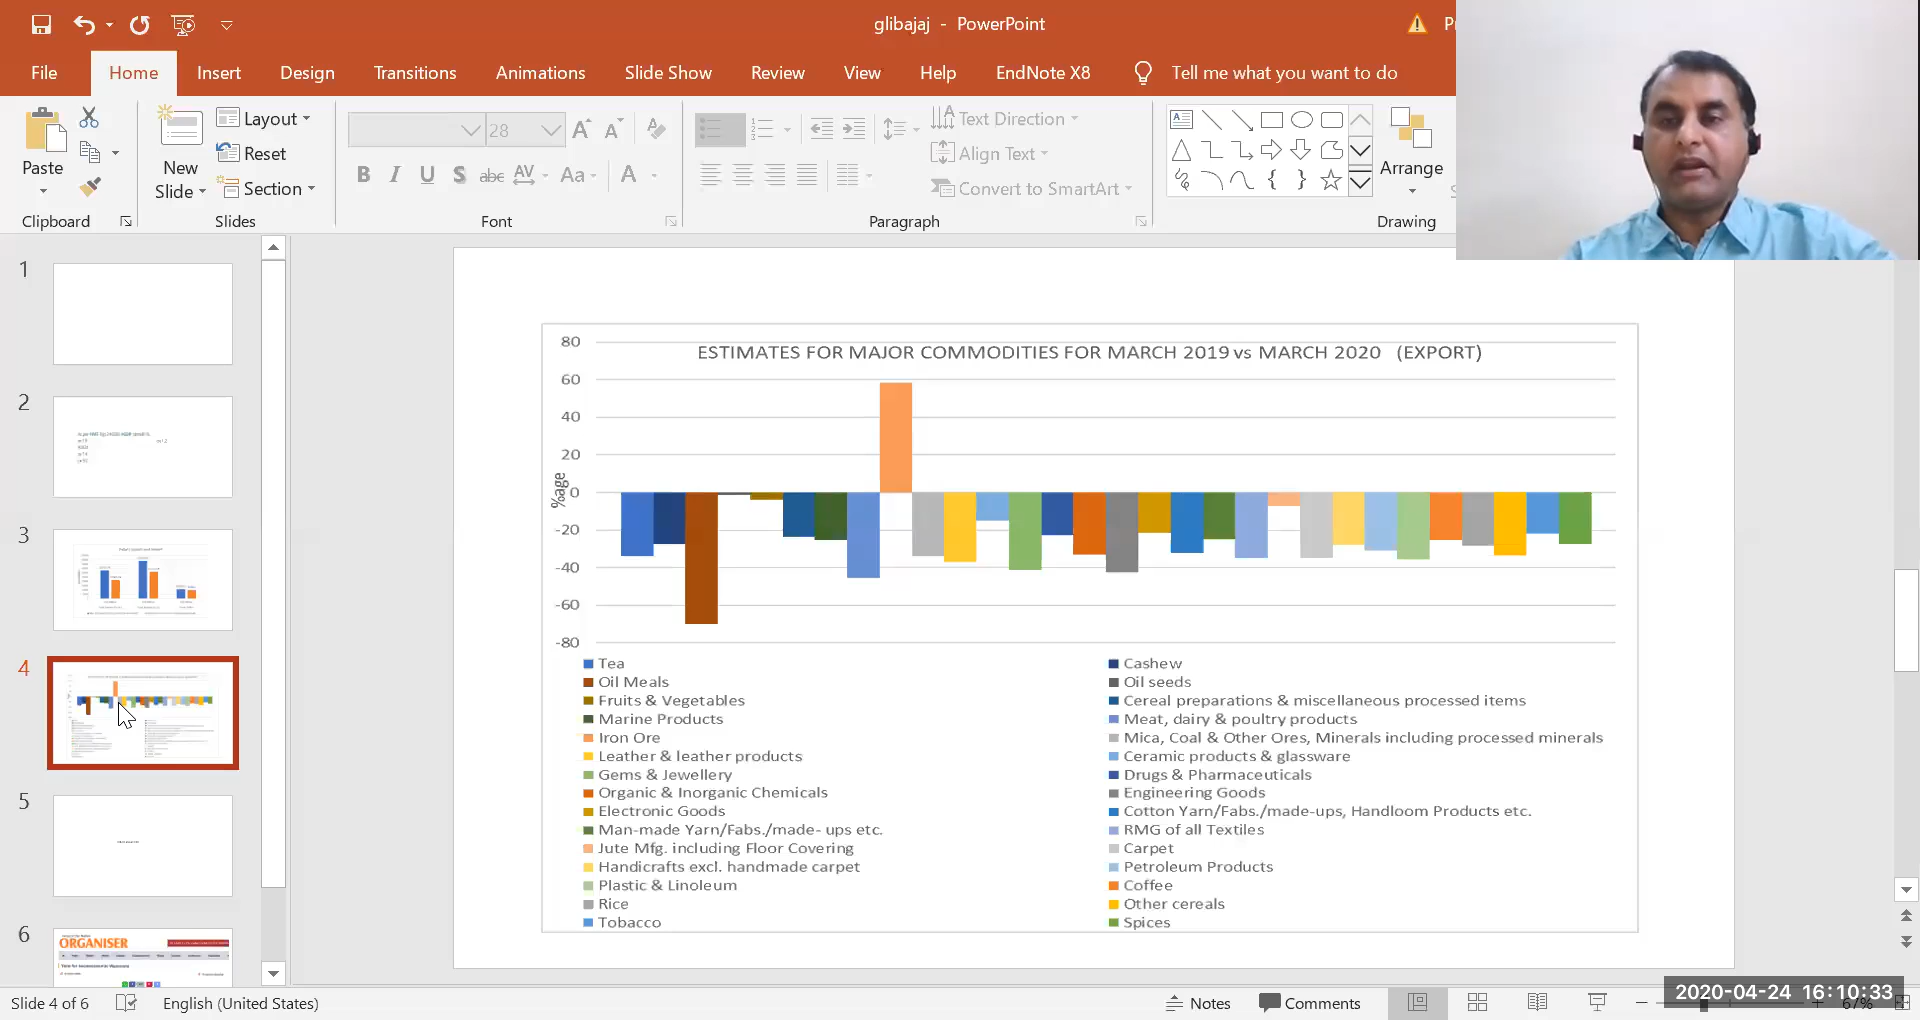 glibajaj - PowerPoint
File Home Insert Design Transitions Animations Slide Show Review View Help EndNote X8 Tell me what you want to do
Paste
Clipboard
New
Slide
Layout
Reset
Section
Slides
28
B I U S abc AV Aa A
Font
Text Direction
Align Text
Convert to SmartArt
Paragraph
Arrange
Drawing
1
2
3
4
5
6
ORGANISER
ESTIMATES FOR MAJOR COMMODITIES FOR MARCH 2019 vs MARCH 2020 (EXPORT)
%age
80
60
40
20
0
-20
-40
-60
-80
Tea
Cashew
Oil Meals
Oil seeds
Fruits & Vegetables
Cereal preparations & miscellaneous processed items
Marine Products
Meat, dairy & poultry products
Iron Ore
Mica, Coal & Other Ores, Minerals including processed minerals
Leather & leather products
Ceramic products & glassware
Gems & Jewellery
Drugs & Pharmaceuticals
Organic & Inorganic Chemicals
Engineering Goods
Electronic Goods
Cotton Yarn/Fabs./made-ups, Handloom Products etc.
Man-made Yarn/Fabs./made- ups etc.
RMG of all Textiles
Jute Mfg. including Floor Covering
Carpet
Handicrafts excl. handmade carpet
Petroleum Products
Plastic & Linoleum
Coffee
Rice
Other cereals
Tobacco
Spices
Slide 4 of 6 English (United States)
Notes Comments
67%
2020-04-24 16:10:33